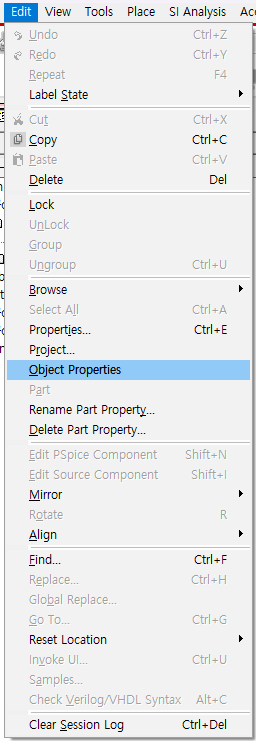 Edit View Tools Place SI Analysis
Undo Ctrl+Z
Redo Ctrl+Y
Repeat F4
Label State
Cut Ctrl+X
Copy Ctrl+C
Paste Ctrl+V
Delete Del
Lock
UnLock
Group
Ungroup Ctrl+U
Browse
Select All Ctrl+A
Properties... Ctrl+E
Project...
Object Properties
Part
Rename Part Property...
Delete Part Property...
Edit PSpice Component Shift+N
Edit Source Component Shift+I
Mirror
Rotate R
Align
Find... Ctrl+F
Replace... Ctrl+H
Global Replace...
Go To... Ctrl+G
Reset Location
Invoke UI... Ctrl+U
Samples...
Check Verilog/VHDL Syntax Alt+C
Clear Session Log Ctrl+Del